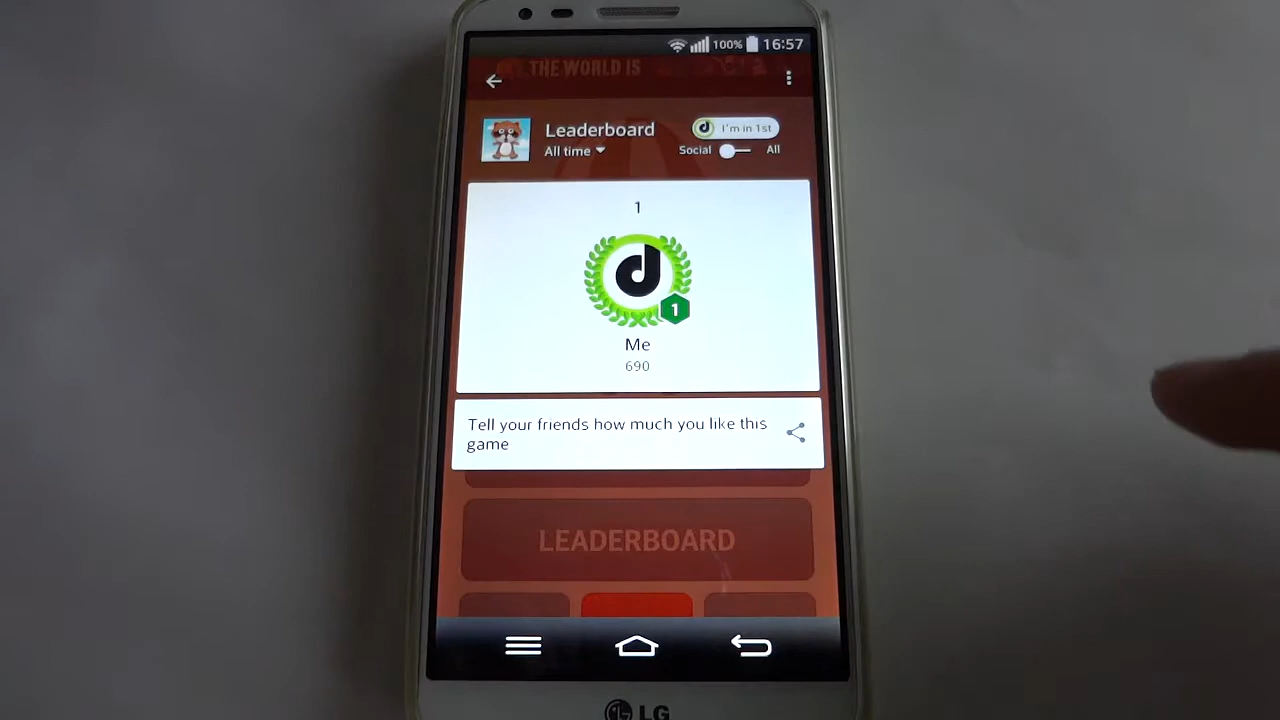 100% 16:57
THE WORLD IS
Leaderboard
I'm in 1st
All time
Social All
1
d
1
Me
690
Tell your friends how much you like this
game
LEADERBOARD
LG